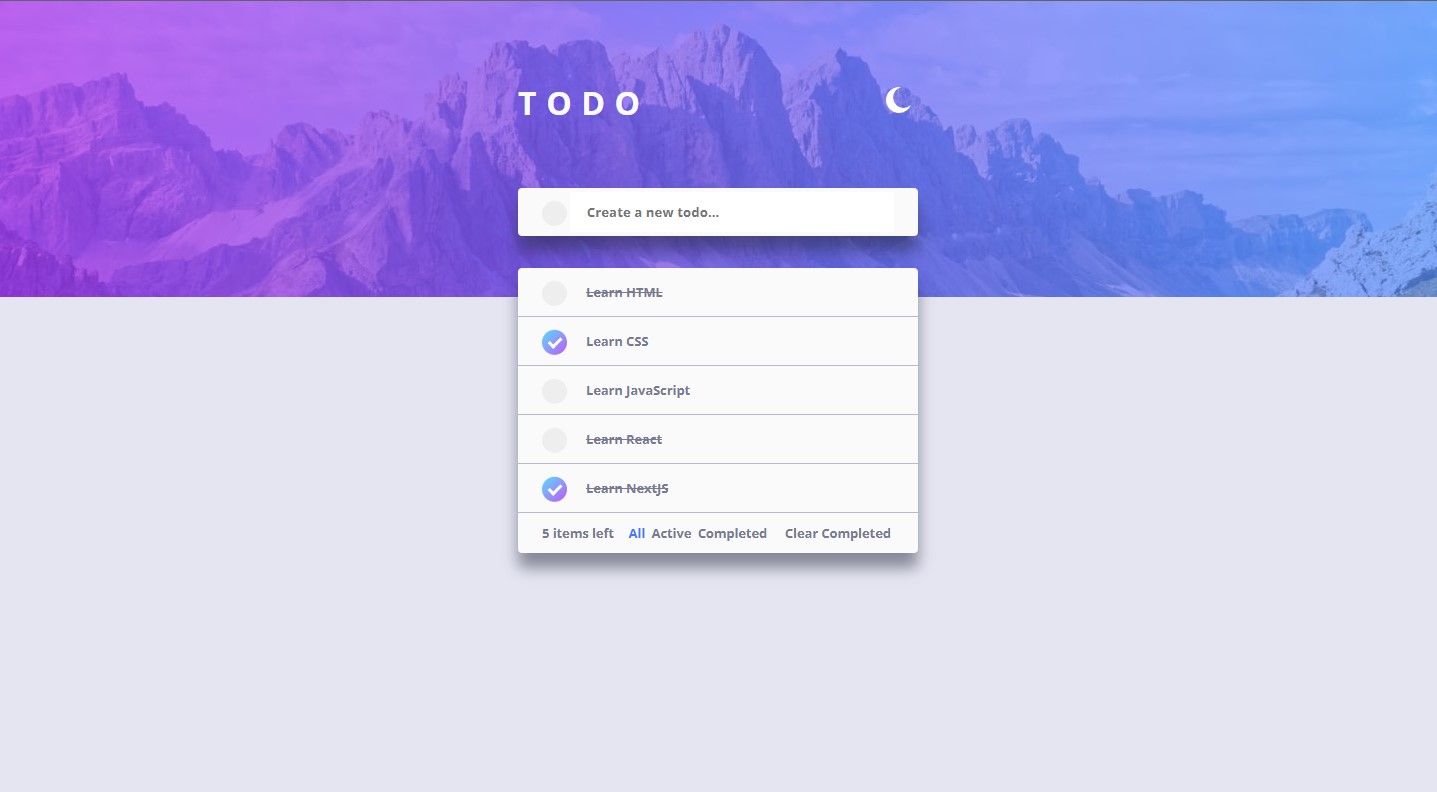 TODO
Create a new todo...
Learn HTML
Learn CSS
Learn JavaScript
Learn React
Learn NextJS
5 items left All Active Completed Clear Completed